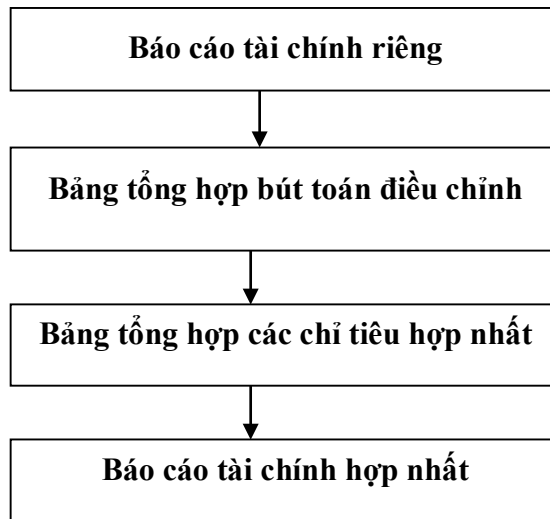 Báo cáo tài chính riêng
Bảng tổng hợp bút toán điều chỉnh
Bảng tổng hợp các chỉ tiêu hợp nhất
Báo cáo tài chính hợp nhất